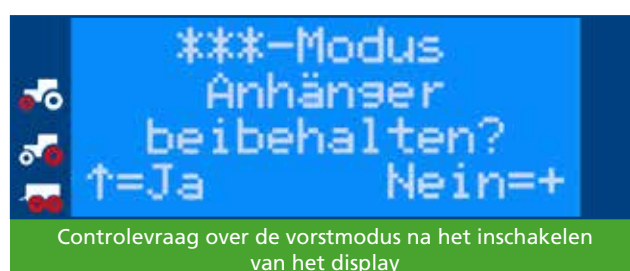 ***-Modus
Anhänger
beibehalten?
↑=Ja Nein=+
Controlevraag over de vorstmodus na het inschakelen
van het display